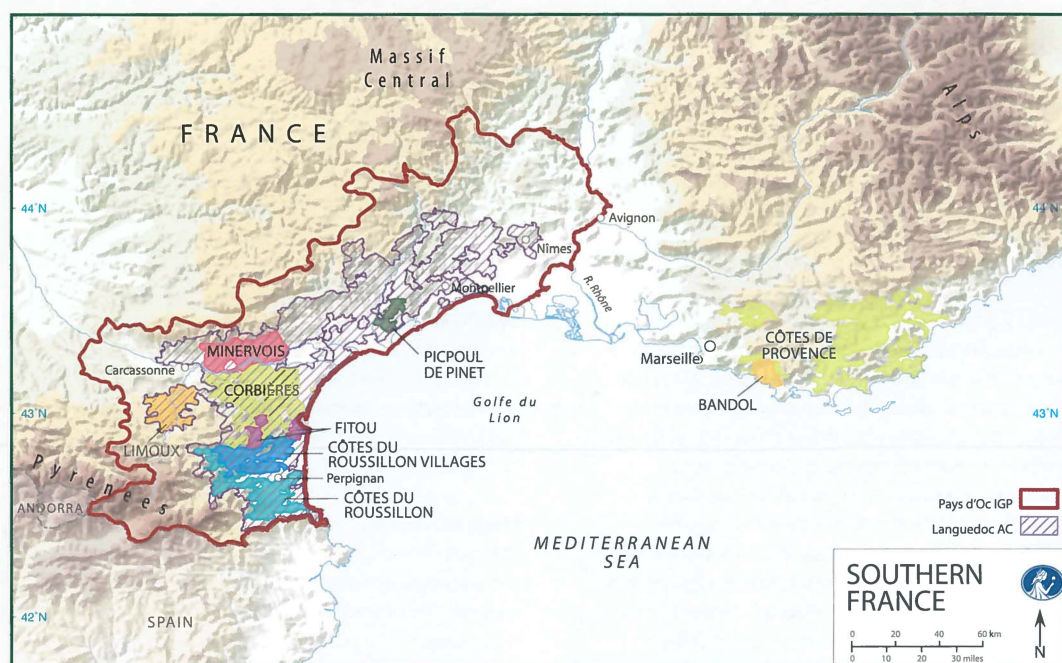 Massif
Central
FRANCE
Alps
44°N
44°N
Avignon
Nîmes
Montpellier
R. Rhône
MINERVOIS
PICPOUL
DE PINET
CÔTES DE
PROVENCE
Marseille
Carcassonne
CORBIÈRES
BANDOL
43°N
Golfe du
Lion
43°N
LIMOUX
FITOU
CÔTES DU
ROUSSILLON VILLAGES
Pyrenees
Perpignan
ANDORRA
CÔTES DU
ROUSSILLON
Pays d'Oc IGP
Languedoc AC
MEDITERRANEAN
SEA
SOUTHERN
FRANCE
42°N
SPAIN
0 20 40 60 km
0 10 20 30 miles
N